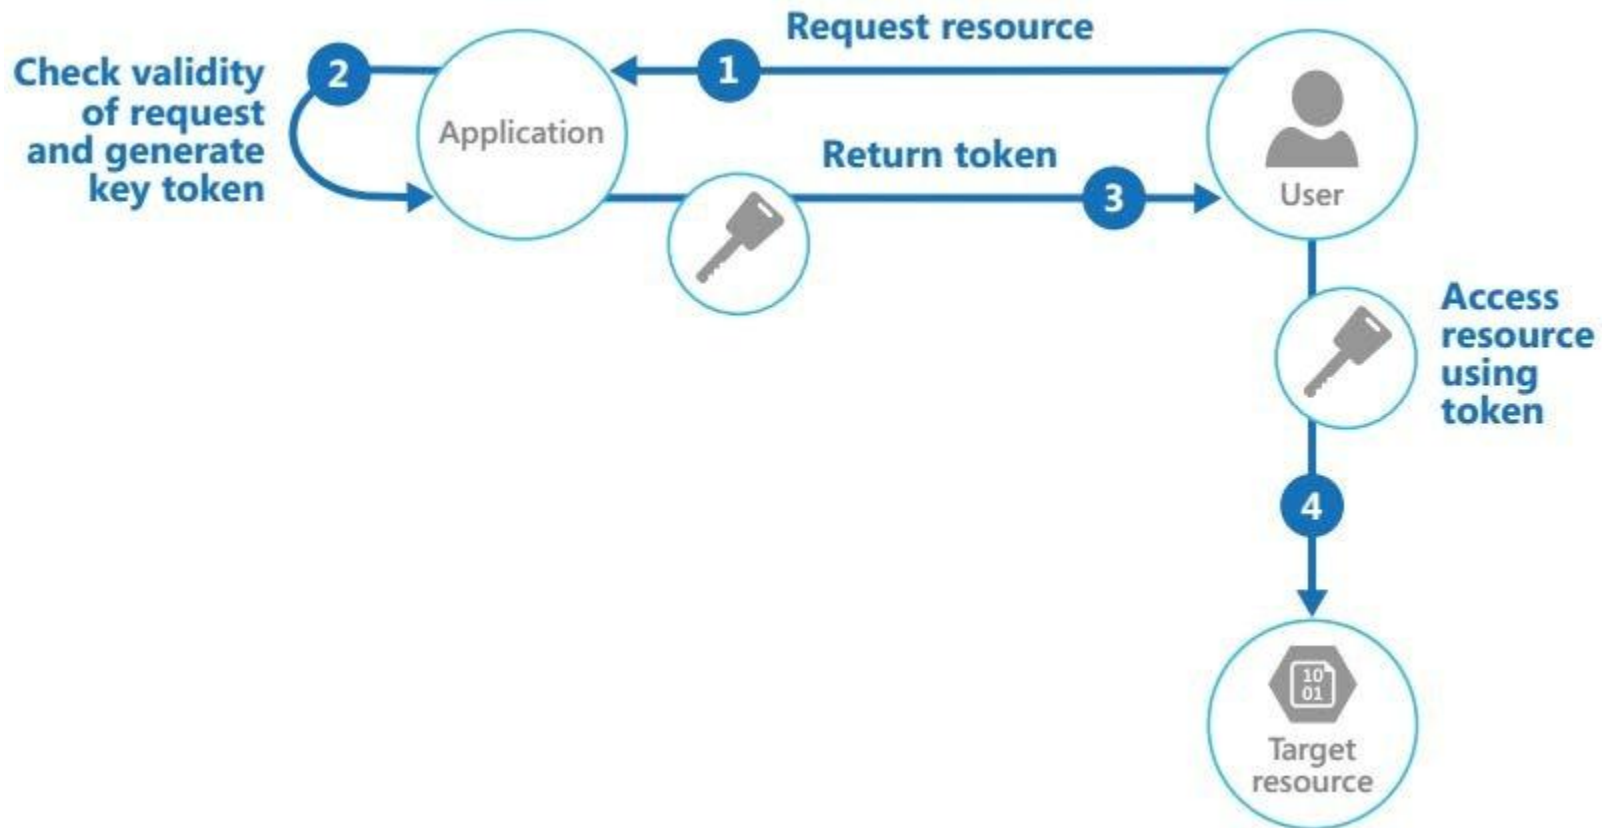 Request resource
1
2
Check validity
of request
and generate
key token
Application
Return token
3
User
Access
resource
using
token
4
10
01
Target
resource